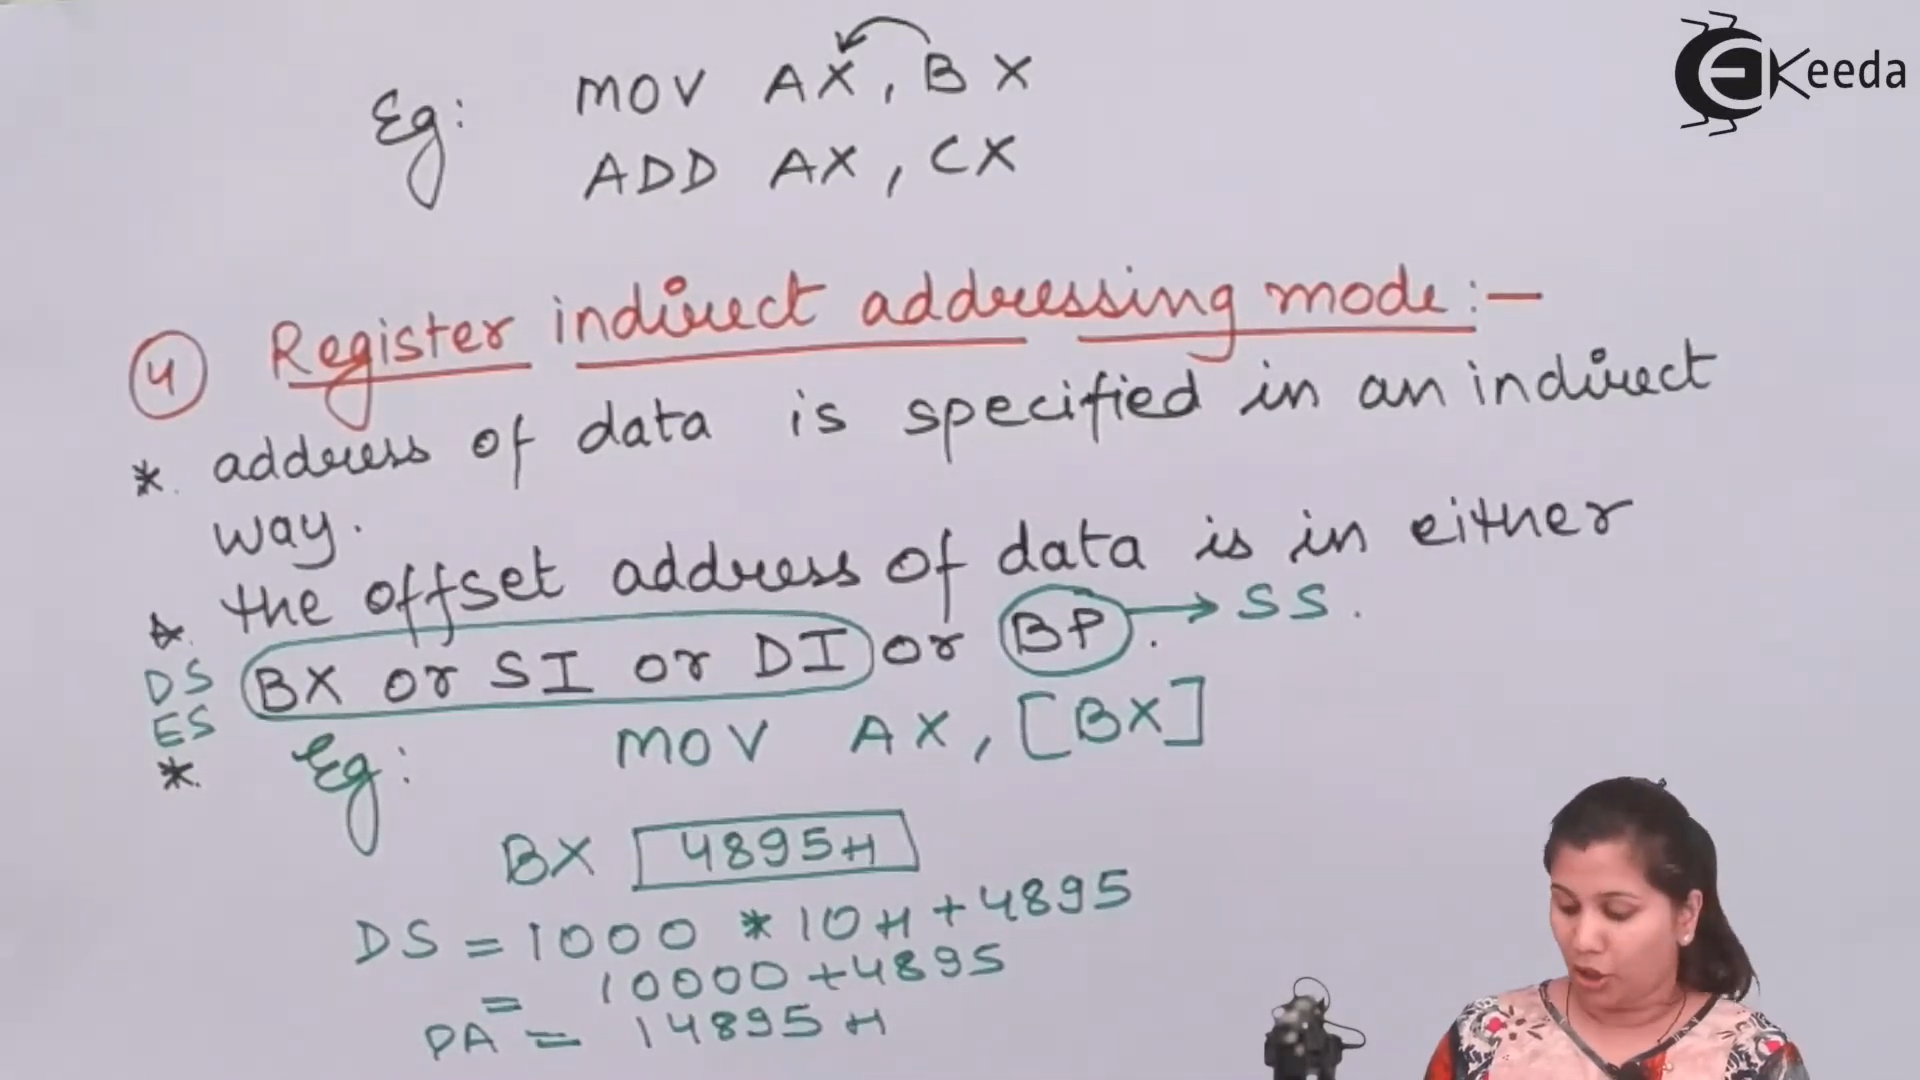 Eg: MOV AX, BX
ADD AX, CX
EKeeda
4 Register indirect addressing mode:-
* address of data is specified in an indirect
way.
* the offset address of data is in either
DS BX or SI or DI or BP. → SS.
ES
* Eg: MOV AX, [BX]
BX 4895H
DS = 1000 * 10H + 4895
= 10000 + 4895
PA = 14895H